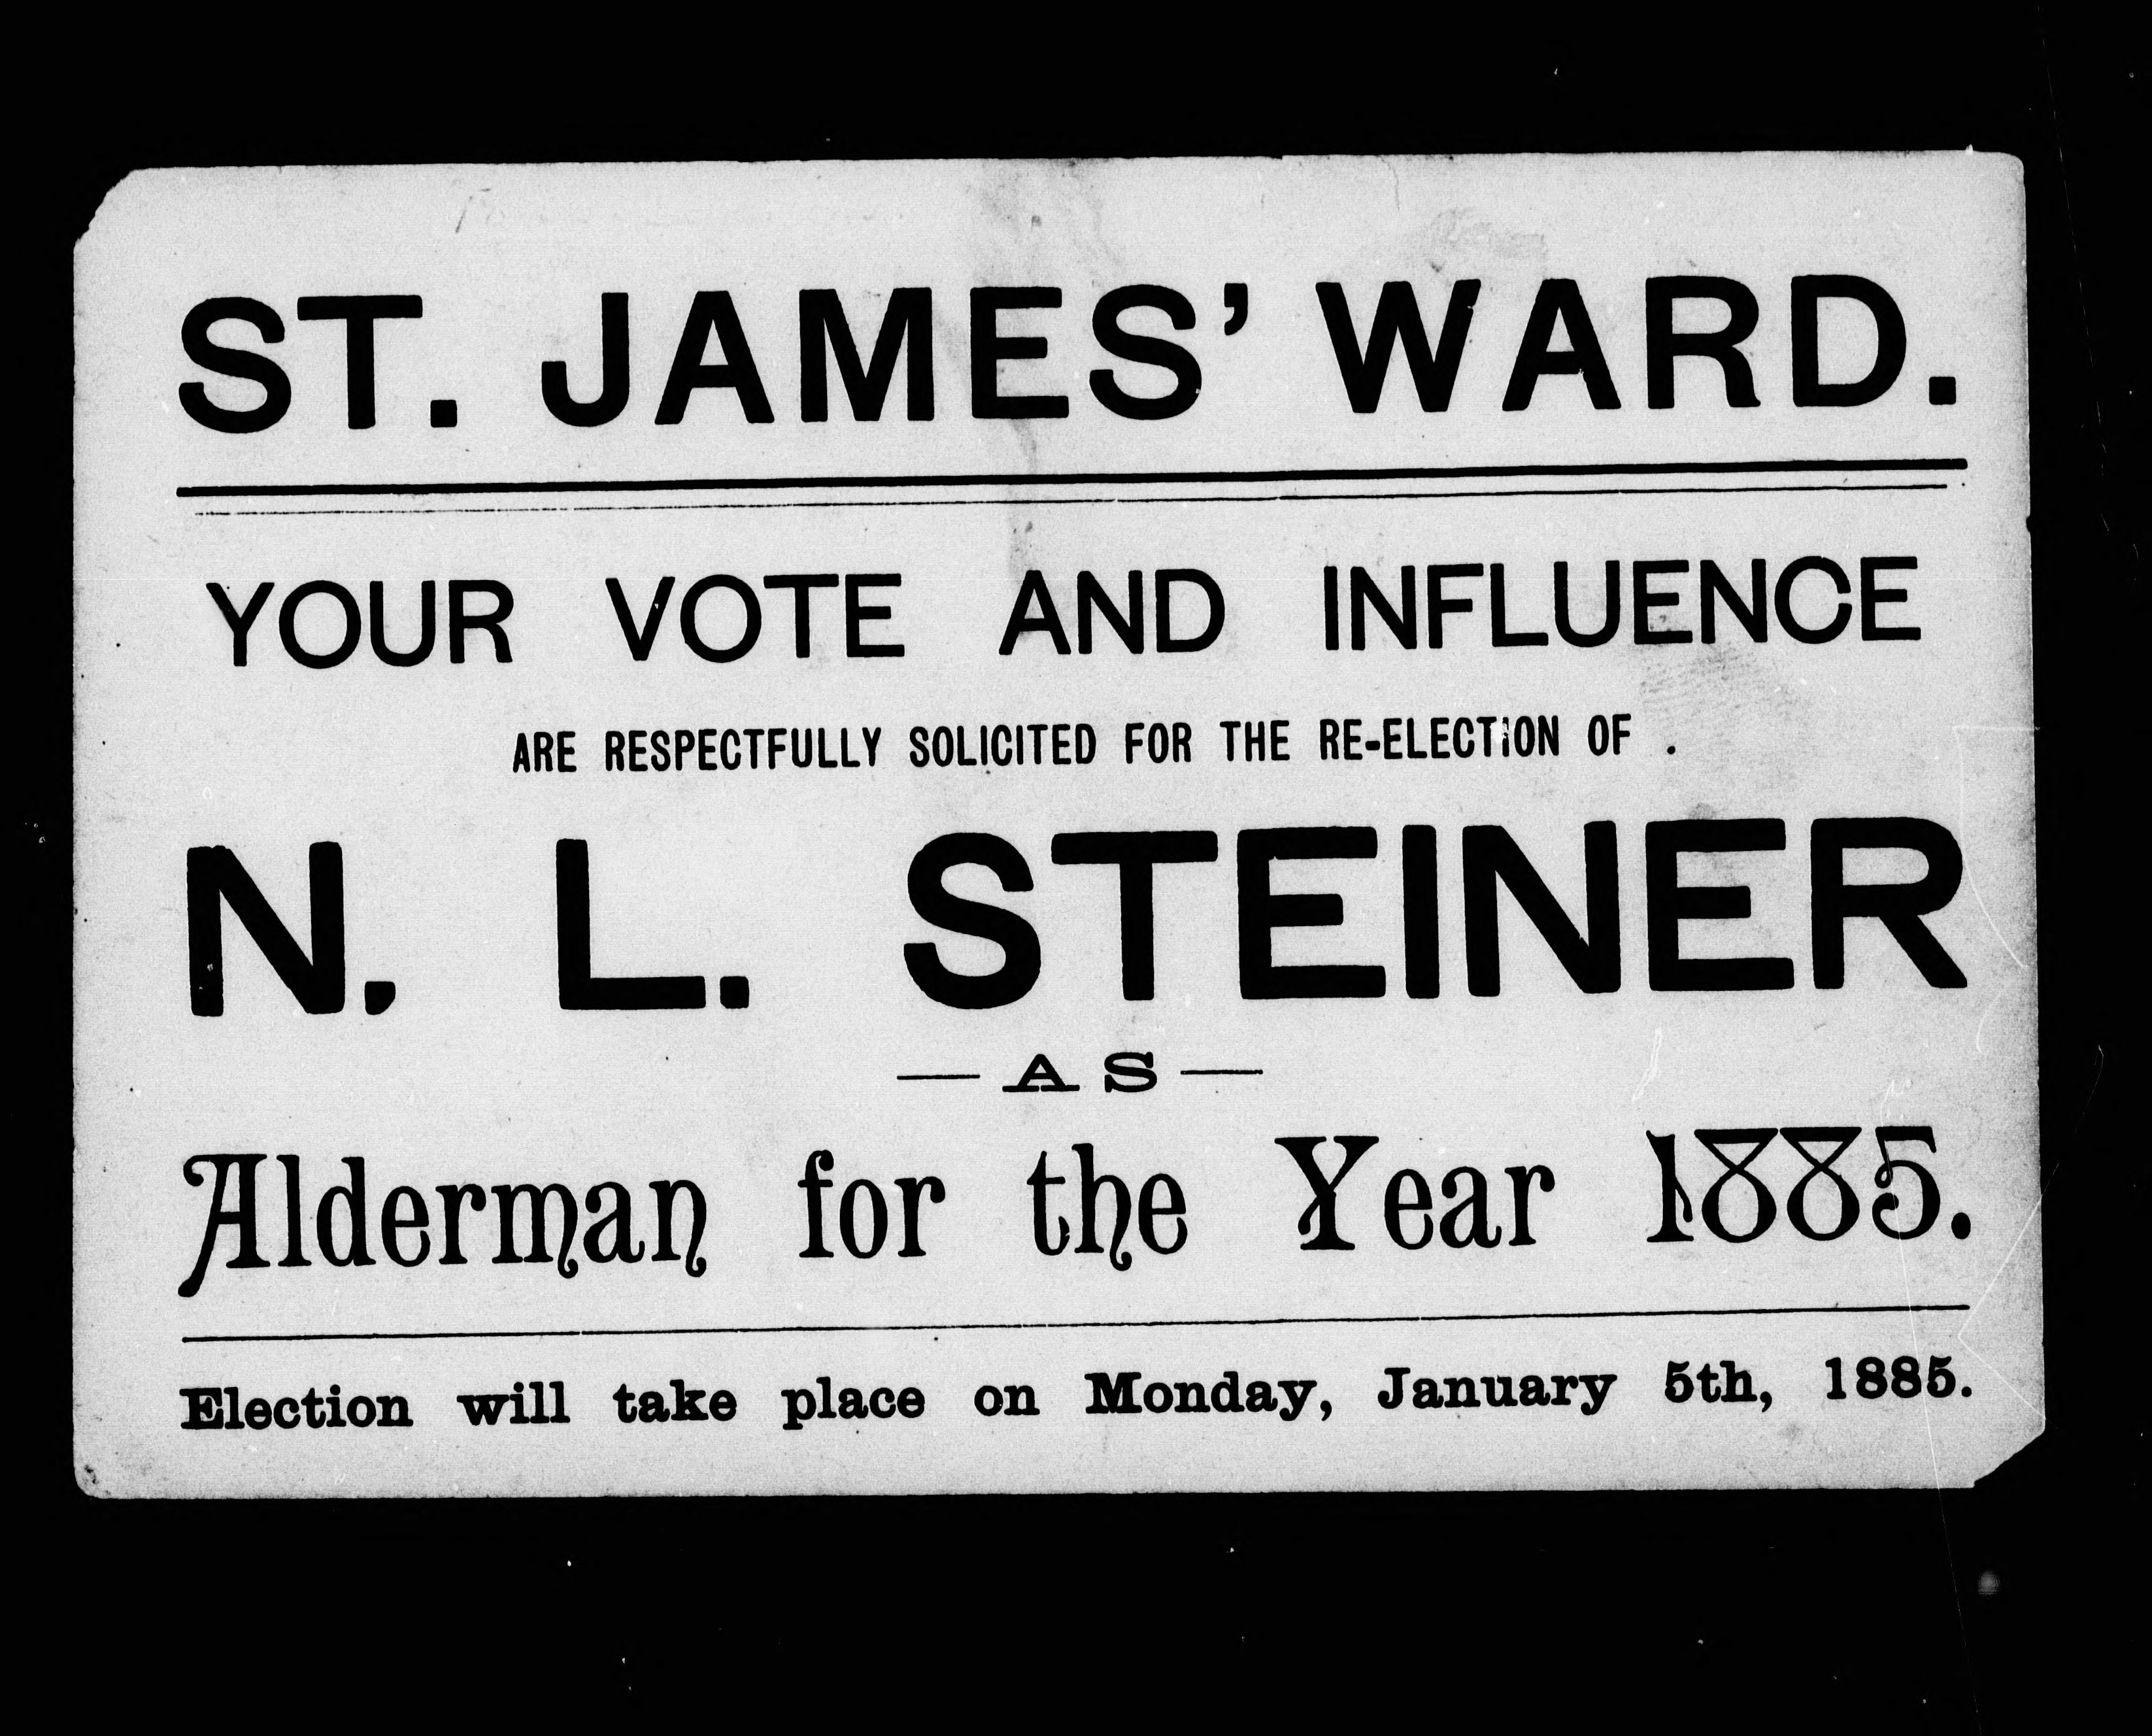 ST. JAMES' WARD.
YOUR VOTE AND INFLUENCE
ARE RESPECTFULLY SOLICITED FOR THE RE-ELECTION OF .
N. L. STEINER
— AS —
Alderman for the Year 1885.
Election will take place on Monday, January 5th, 1885.